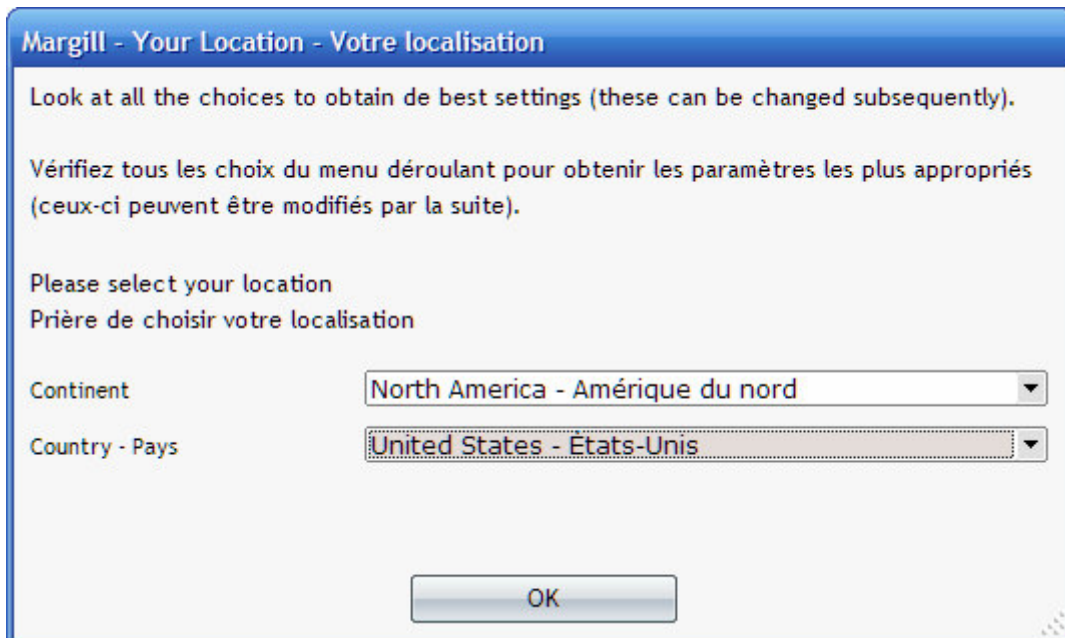 Margill - Your Location - Votre localisation
Look at all the choices to obtain de best settings (these can be changed subsequently).
Vérifiez tous les choix du menu déroulant pour obtenir les paramètres les plus appropriés
(ceux-ci peuvent être modifiés par la suite).
Please select your location
Prière de choisir votre localisation
Continent
North America - Amérique du nord
Country - Pays
United States - États-Unis
OK